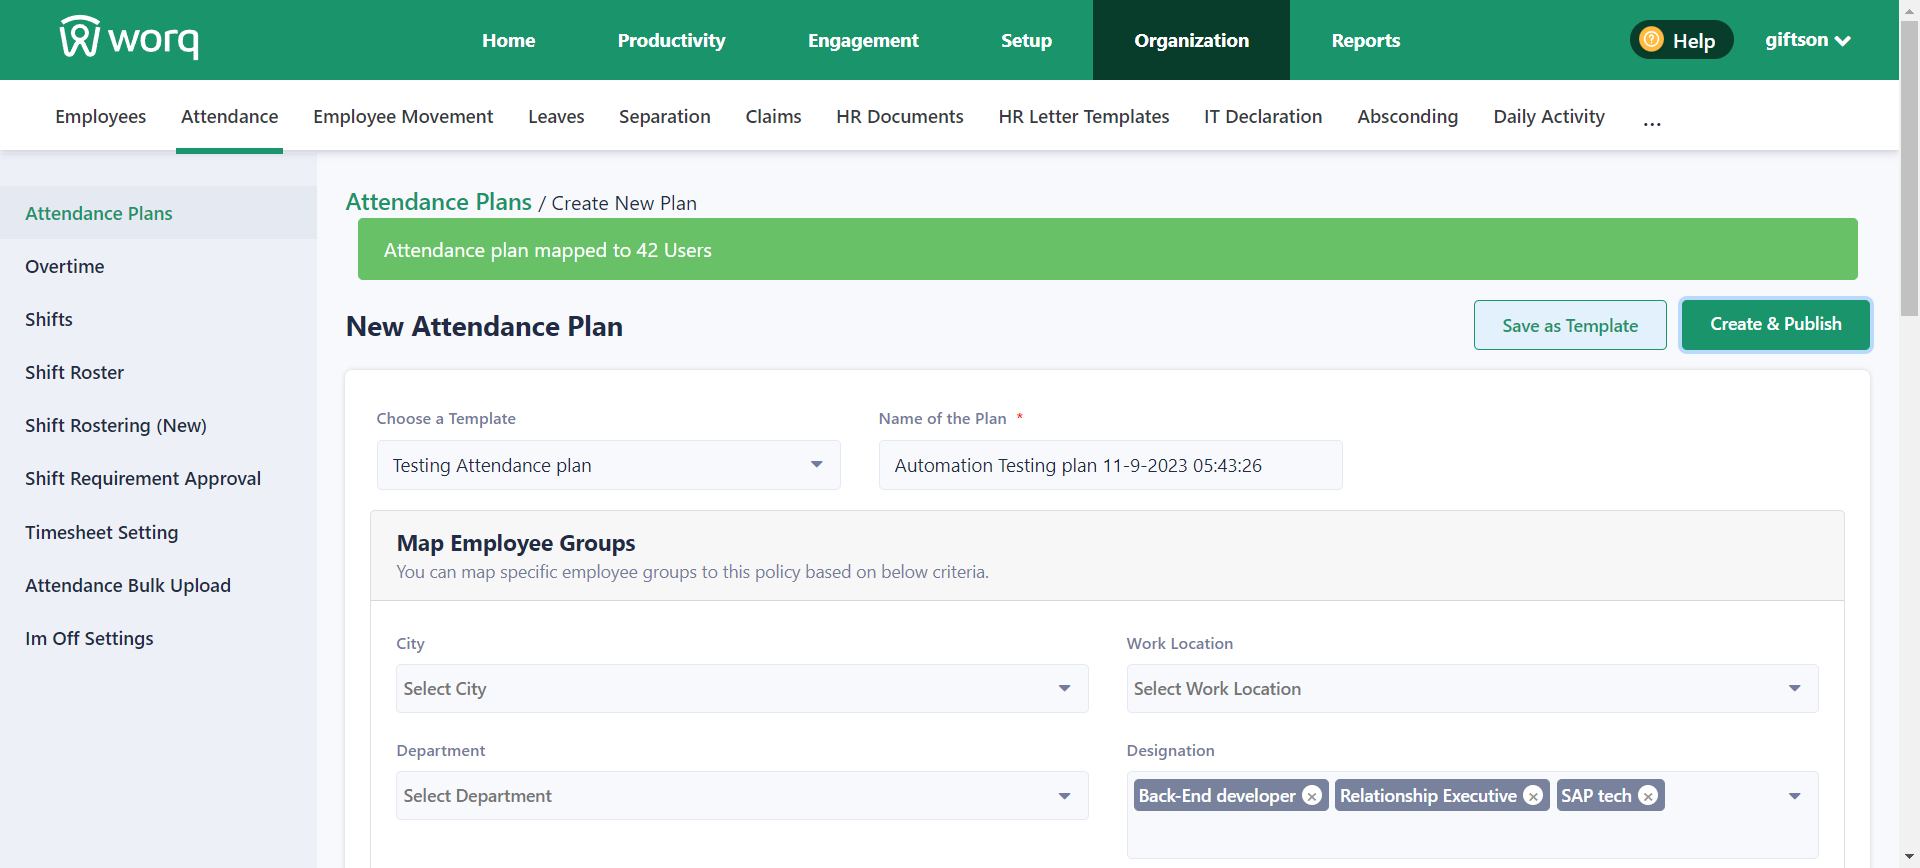 worq
Home Productivity Engagement Setup Organization Reports Help giftson
Employees Attendance Employee Movement Leaves Separation Claims HR Documents HR Letter Templates IT Declaration Absconding Daily Activity ...
Attendance Plans
Overtime
Shifts
Shift Roster
Shift Rostering (New)
Shift Requirement Approval
Timesheet Setting
Attendance Bulk Upload
Im Off Settings
Attendance Plans / Create New Plan
Attendance plan mapped to 42 Users
New Attendance Plan
Save as Template Create & Publish
Choose a Template Name of the Plan *
Testing Attendance plan Automation Testing plan 11-9-2023 05:43:26
Map Employee Groups
You can map specific employee groups to this policy based on below criteria.
City Work Location
Select City Select Work Location
Department Designation
Select Department Back-End developer Relationship Executive SAP tech